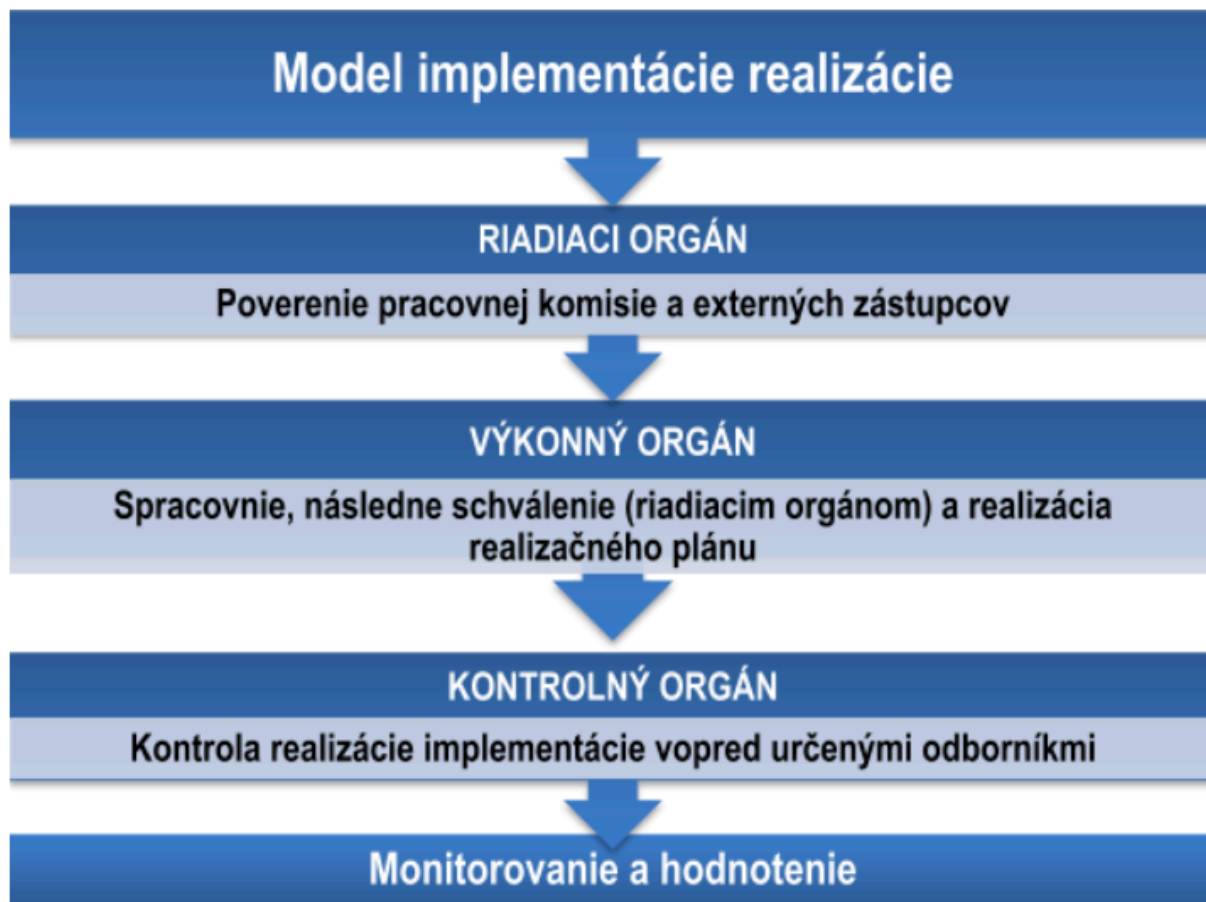 Model implementácie realizácie
RIADIACI ORGÁN
Poverenie pracovnej komisie a externých zástupcov
VÝKONNÝ ORGÁN
Spracovnie, následne schválenie (riadiacim orgánom) a realizácia
realizačného plánu
KONTROLNÝ ORGÁN
Kontrola realizácie implementácie vopred určenými odborníkmi
Monitorovanie a hodnotenie